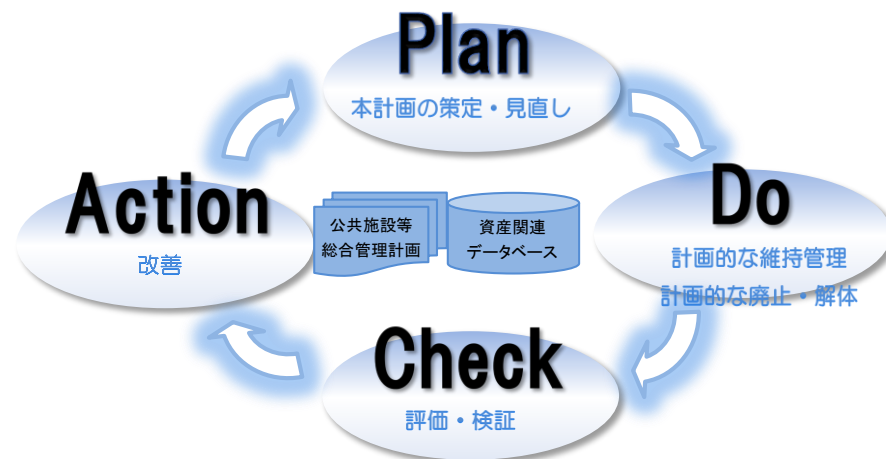 Plan
本計画の策定・見直し
Action
改善
公共施設等
総合管理計画
資産関連
データベース
Do
計画的な維持管理
計画的な廃止・解体
Check
評価・検証